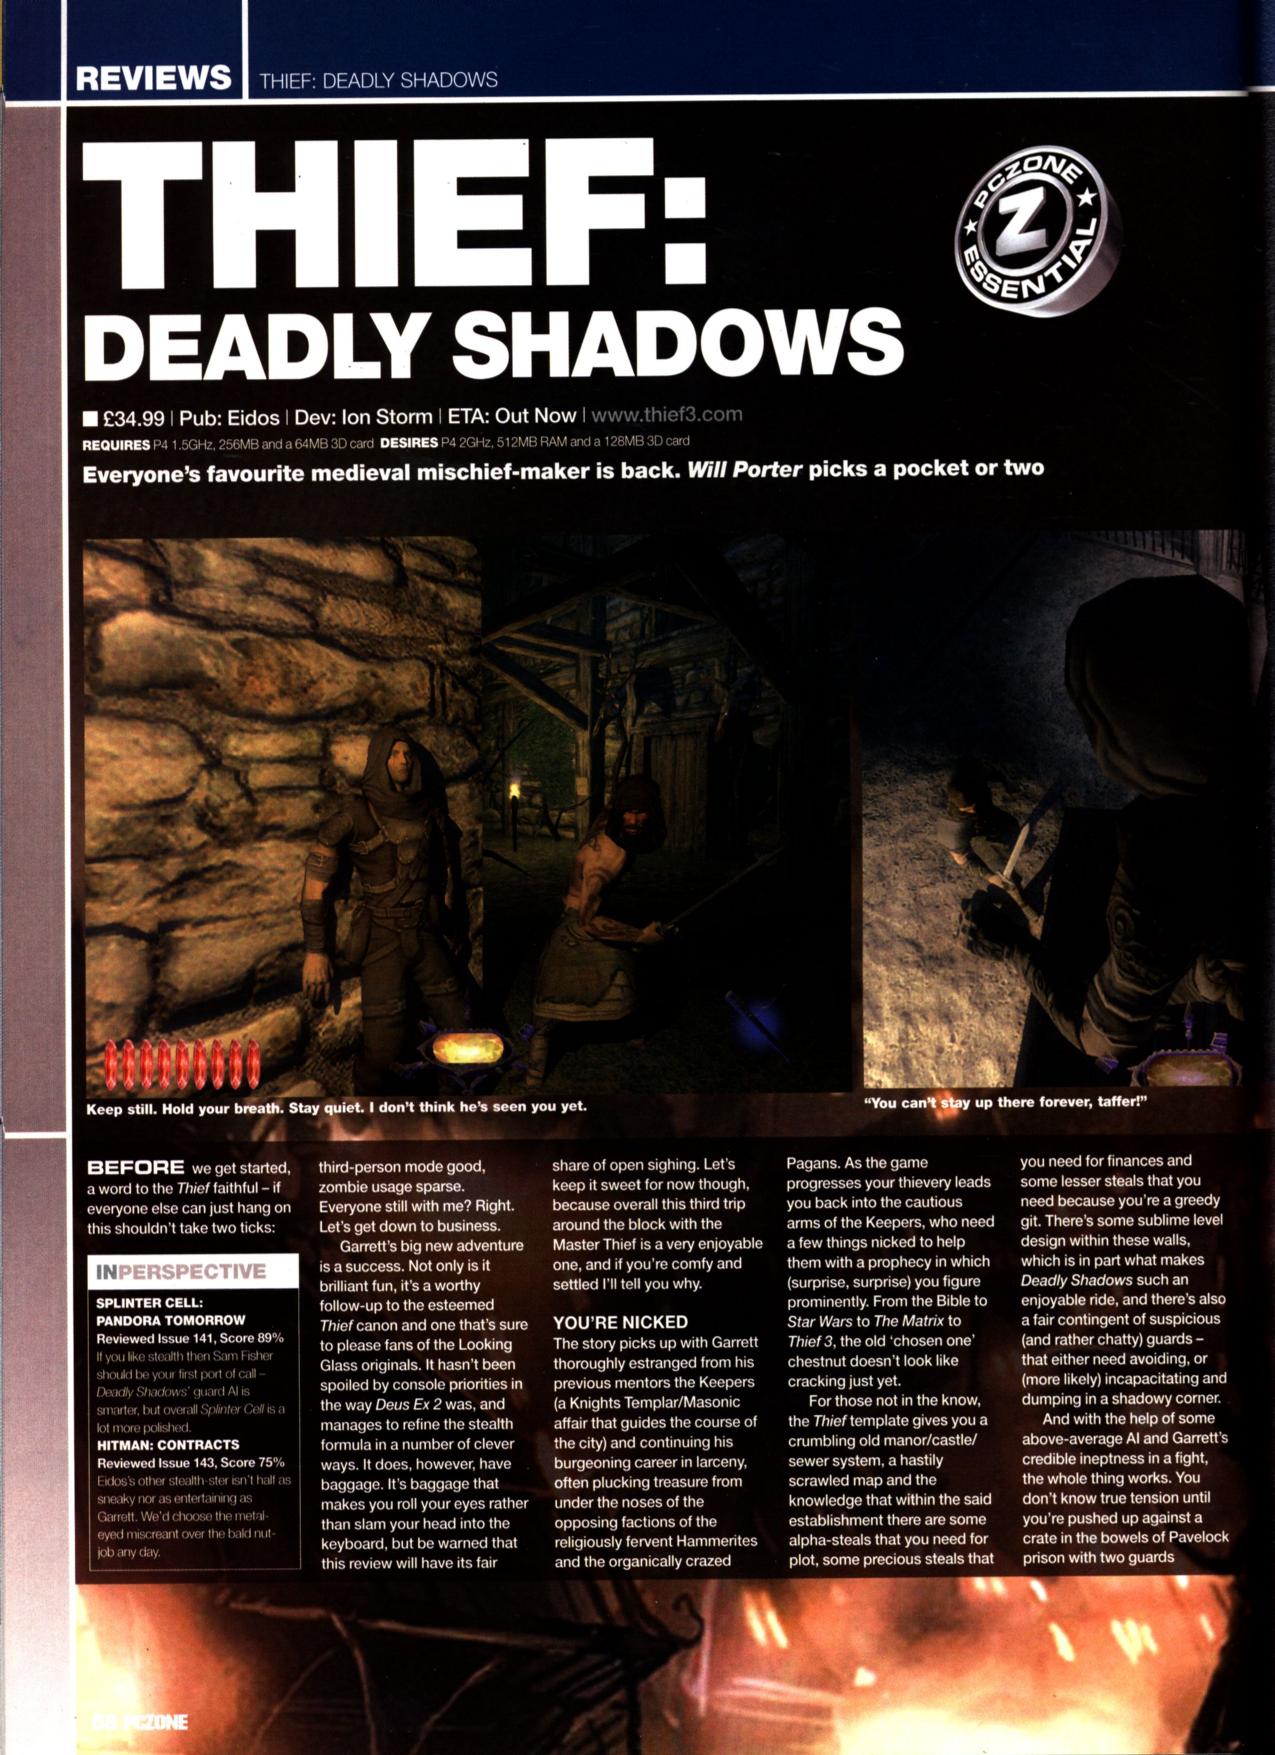 REVIEWS
THIEF: DEADLY SHADOWS
THIEF:
DEADLY SHADOWS
PCZONE
Z
ESSENTIAL
£34.99 | Pub: Eidos | Dev: Ion Storm | ETA: Out Now | www.thief3.com
REQUIRES P4 1.5GHz, 256MB and a 64MB 3D card DESIRES P4 2GHz, 512MB RAM and a 128MB 3D card
Everyone's favourite medieval mischief-maker is back. Will Porter picks a pocket or two
Keep still. Hold your breath. Stay quiet. I don't think he's seen you yet.
"You can't stay up there forever, taffer!"
BEFORE we get started,
a word to the Thief faithful – if
everyone else can just hang on
this shouldn't take two ticks:
INPERSPECTIVE
SPLINTER CELL:
PANDORA TOMORROW
Reviewed Issue 141, Score 89%
If you like stealth then Sam Fisher
should be your first port of call –
Deadly Shadows' guard AI is
smarter, but overall Splinter Cell is a
lot more polished.
HITMAN: CONTRACTS
Reviewed Issue 143, Score 75%
Eidos's other stealth-ster isn't half as
sneaky nor as entertaining as
Garrett. We'd choose the metal-
eyed miscreant over the bald nut-
job any day.
third-person mode good,
zombie usage sparse.
Everyone still with me? Right.
Let's get down to business.
Garrett's big new adventure
is a success. Not only is it
brilliant fun, it's a worthy
follow-up to the esteemed
Thief canon and one that's sure
to please fans of the Looking
Glass originals. It hasn't been
spoiled by console priorities in
the way Deus Ex 2 was, and
manages to refine the stealth
formula in a number of clever
ways. It does, however, have
baggage. It's baggage that
makes you roll your eyes rather
than slam your head into the
keyboard, but be warned that
this review will have its fair
share of open sighing. Let's
keep it sweet for now though,
because overall this third trip
around the block with the
Master Thief is a very enjoyable
one, and if you're comfy and
settled I'll tell you why.
YOU'RE NICKED
The story picks up with Garrett
thoroughly estranged from his
previous mentors the Keepers
(a Knights Templar/Masonic
affair that guides the course of
the city) and continuing his
burgeoning career in larceny,
often plucking treasure from
under the noses of the
opposing factions of the
religiously fervent Hammerites
and the organically crazed
Pagans. As the game
progresses your thievery leads
you back into the cautious
arms of the Keepers, who need
a few things nicked to help
them with a prophecy in which
(surprise, surprise) you figure
prominently. From the Bible to
Star Wars to The Matrix to
Thief 3, the old 'chosen one'
chestnut doesn't look like
cracking just yet.
For those not in the know,
the Thief template gives you a
crumbling old manor/castle/
sewer system, a hastily
scrawled map and the
knowledge that within the said
establishment there are some
alpha-steals that you need for
plot, some precious steals that
you need for finances and
some lesser steals that you
need because you're a greedy
git. There's some sublime level
design within these walls,
which is in part what makes
Deadly Shadows such an
enjoyable ride, and there's also
a fair contingent of suspicious
(and rather chatty) guards –
that either need avoiding, or
(more likely) incapacitating and
dumping in a shadowy corner.
And with the help of some
above-average AI and Garrett's
credible ineptness in a fight,
the whole thing works. You
don't know true tension until
you're pushed up against a
crate in the bowels of Pavelock
prison with two guards
PCZONE